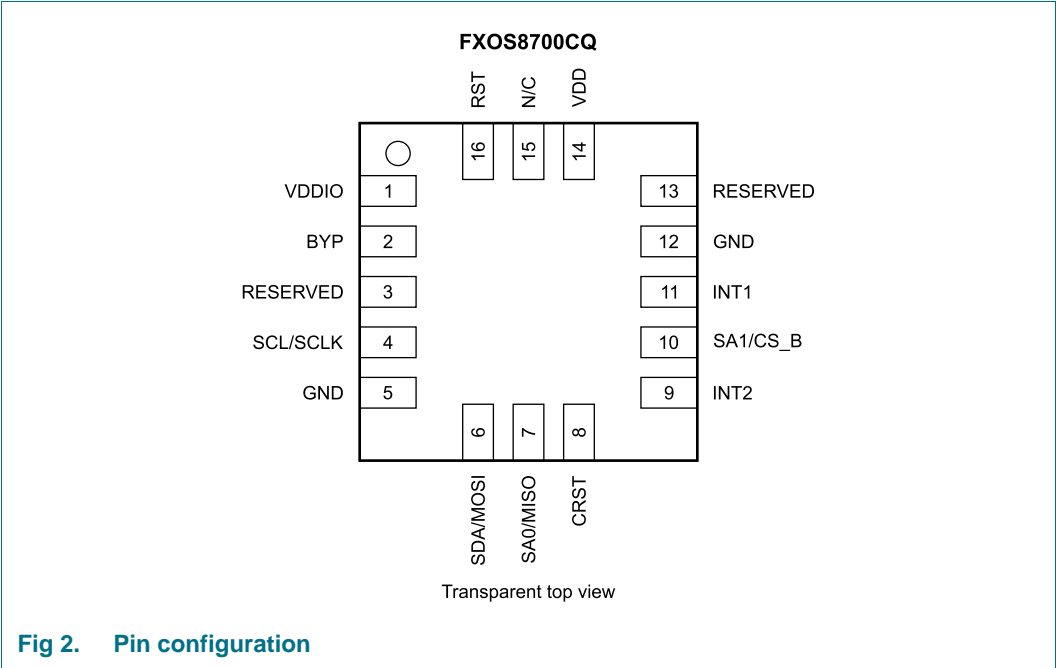 FXOS8700CQ
RST N/C VDD
16 15 14
VDDIO 1 13 RESERVED
BYP 2 12 GND
RESERVED 3 11 INT1
SCL/SCLK 4 10 SA1/CS_B
GND 5 9 INT2
6 7 8
SDA/MOSI SA0/MISO CRST
Transparent top view
Fig 2. Pin configuration